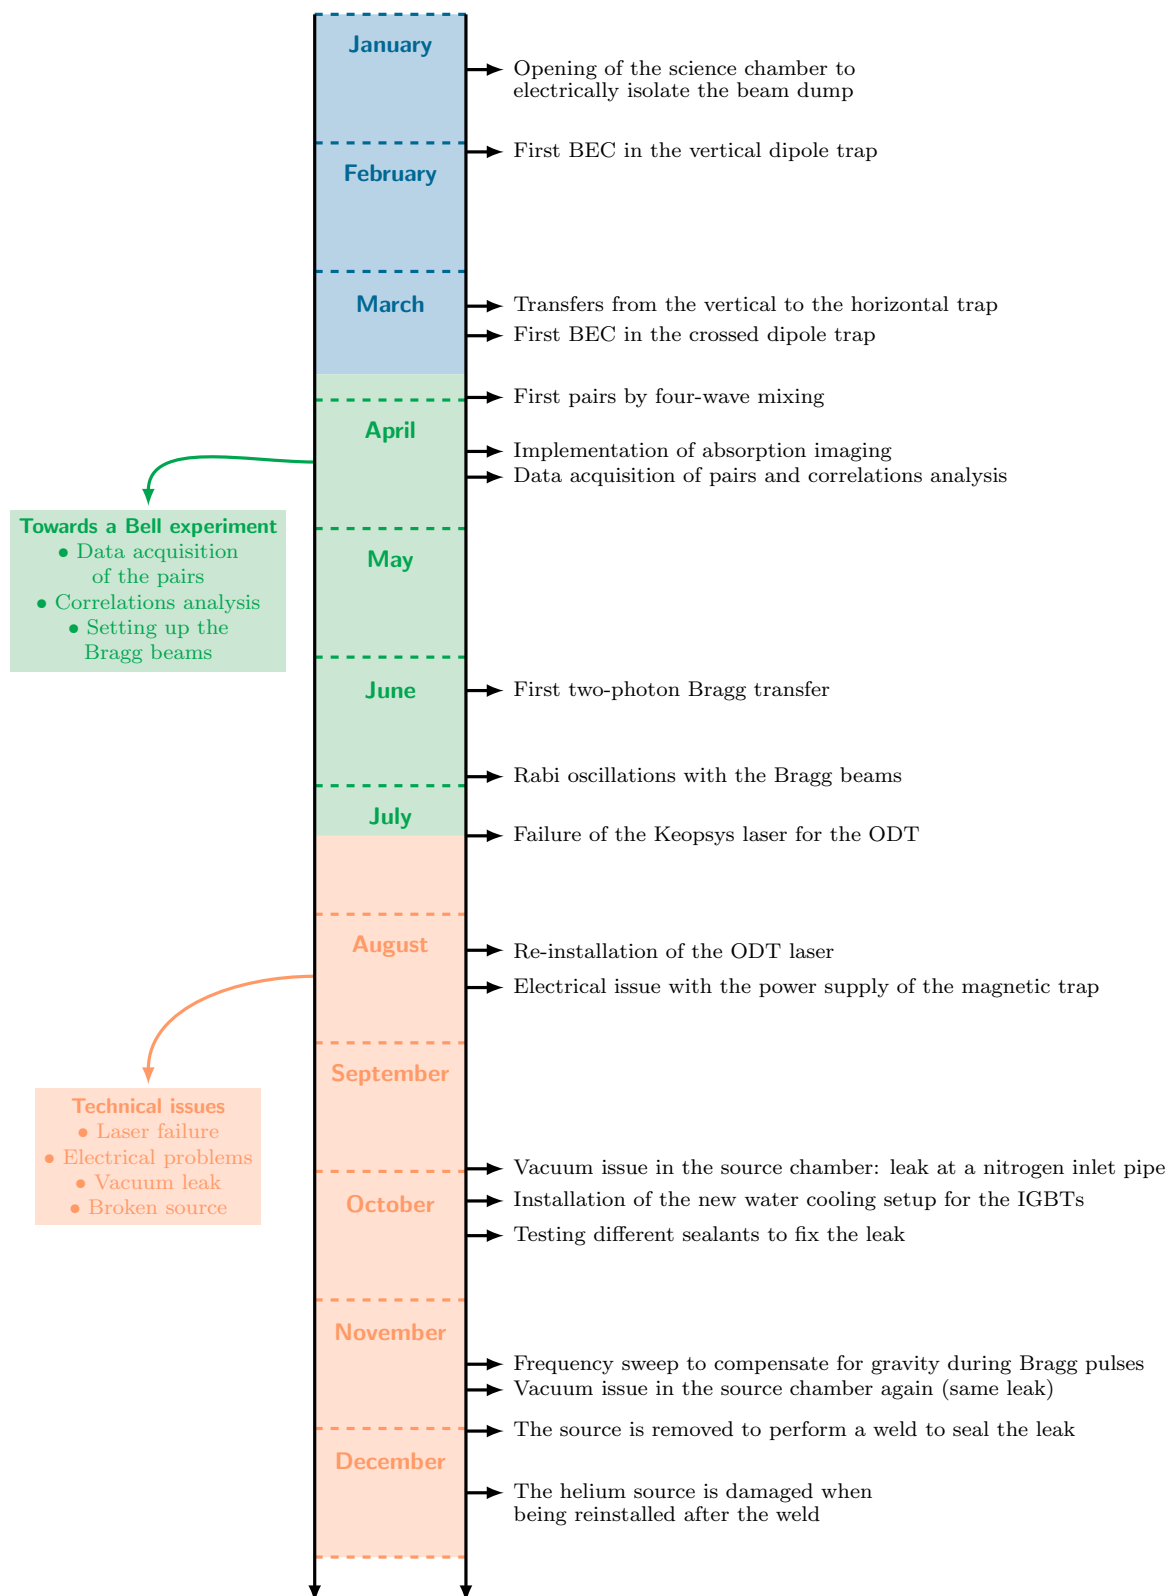 January
Opening of the science chamber to
electrically isolate the beam dump
First BEC in the vertical dipole trap
February
March
Transfers from the vertical to the horizontal trap
First BEC in the crossed dipole trap
First pairs by four-wave mixing
April
Implementation of absorption imaging
Data acquisition of pairs and correlations analysis
Towards a Bell experiment
• Data acquisition
of the pairs
• Correlations analysis
• Setting up the
Bragg beams
May
June
First two-photon Bragg transfer
Rabi oscillations with the Bragg beams
July
Failure of the Keopsys laser for the ODT
August
Re-installation of the ODT laser
Electrical issue with the power supply of the magnetic trap
September
Technical issues
• Laser failure
• Electrical problems
• Vacuum leak
• Broken source
Vacuum issue in the source chamber: leak at a nitrogen inlet pipe
October
Installation of the new water cooling setup for the IGBTs
Testing different sealants to fix the leak
November
Frequency sweep to compensate for gravity during Bragg pulses
Vacuum issue in the source chamber again (same leak)
The source is removed to perform a weld to seal the leak
December
The helium source is damaged when
being reinstalled after the weld